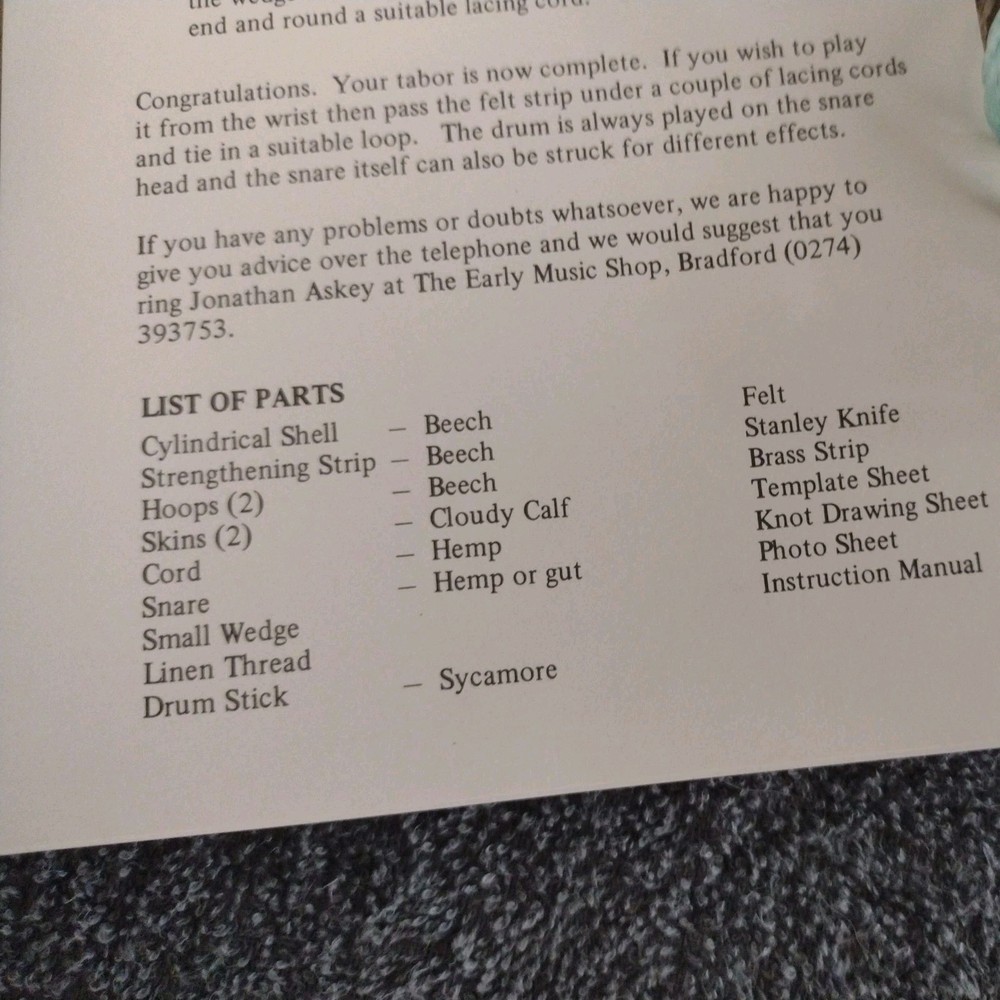 the wedge
end and round a suitable lacing cord.
Congratulations. Your tabor is now complete. If you wish to play
it from the wrist then pass the felt strip under a couple of lacing cords
and tie in a suitable loop. The drum is always played on the snare
head and the snare itself can also be struck for different effects.
If you have any problems or doubts whatsoever, we are happy to
give you advice over the telephone and we would suggest that you
ring Jonathan Askey at The Early Music Shop, Bradford (0274)
393753.
LIST OF PARTS
Cylindrical Shell – Beech
Strengthening Strip – Beech
Hoops (2) – Beech
Skins (2) – Cloudy Calf
Cord – Hemp
Snare – Hemp or gut
Small Wedge
Linen Thread
Drum Stick – Sycamore
Felt
Stanley Knife
Brass Strip
Template Sheet
Knot Drawing Sheet
Photo Sheet
Instruction Manual